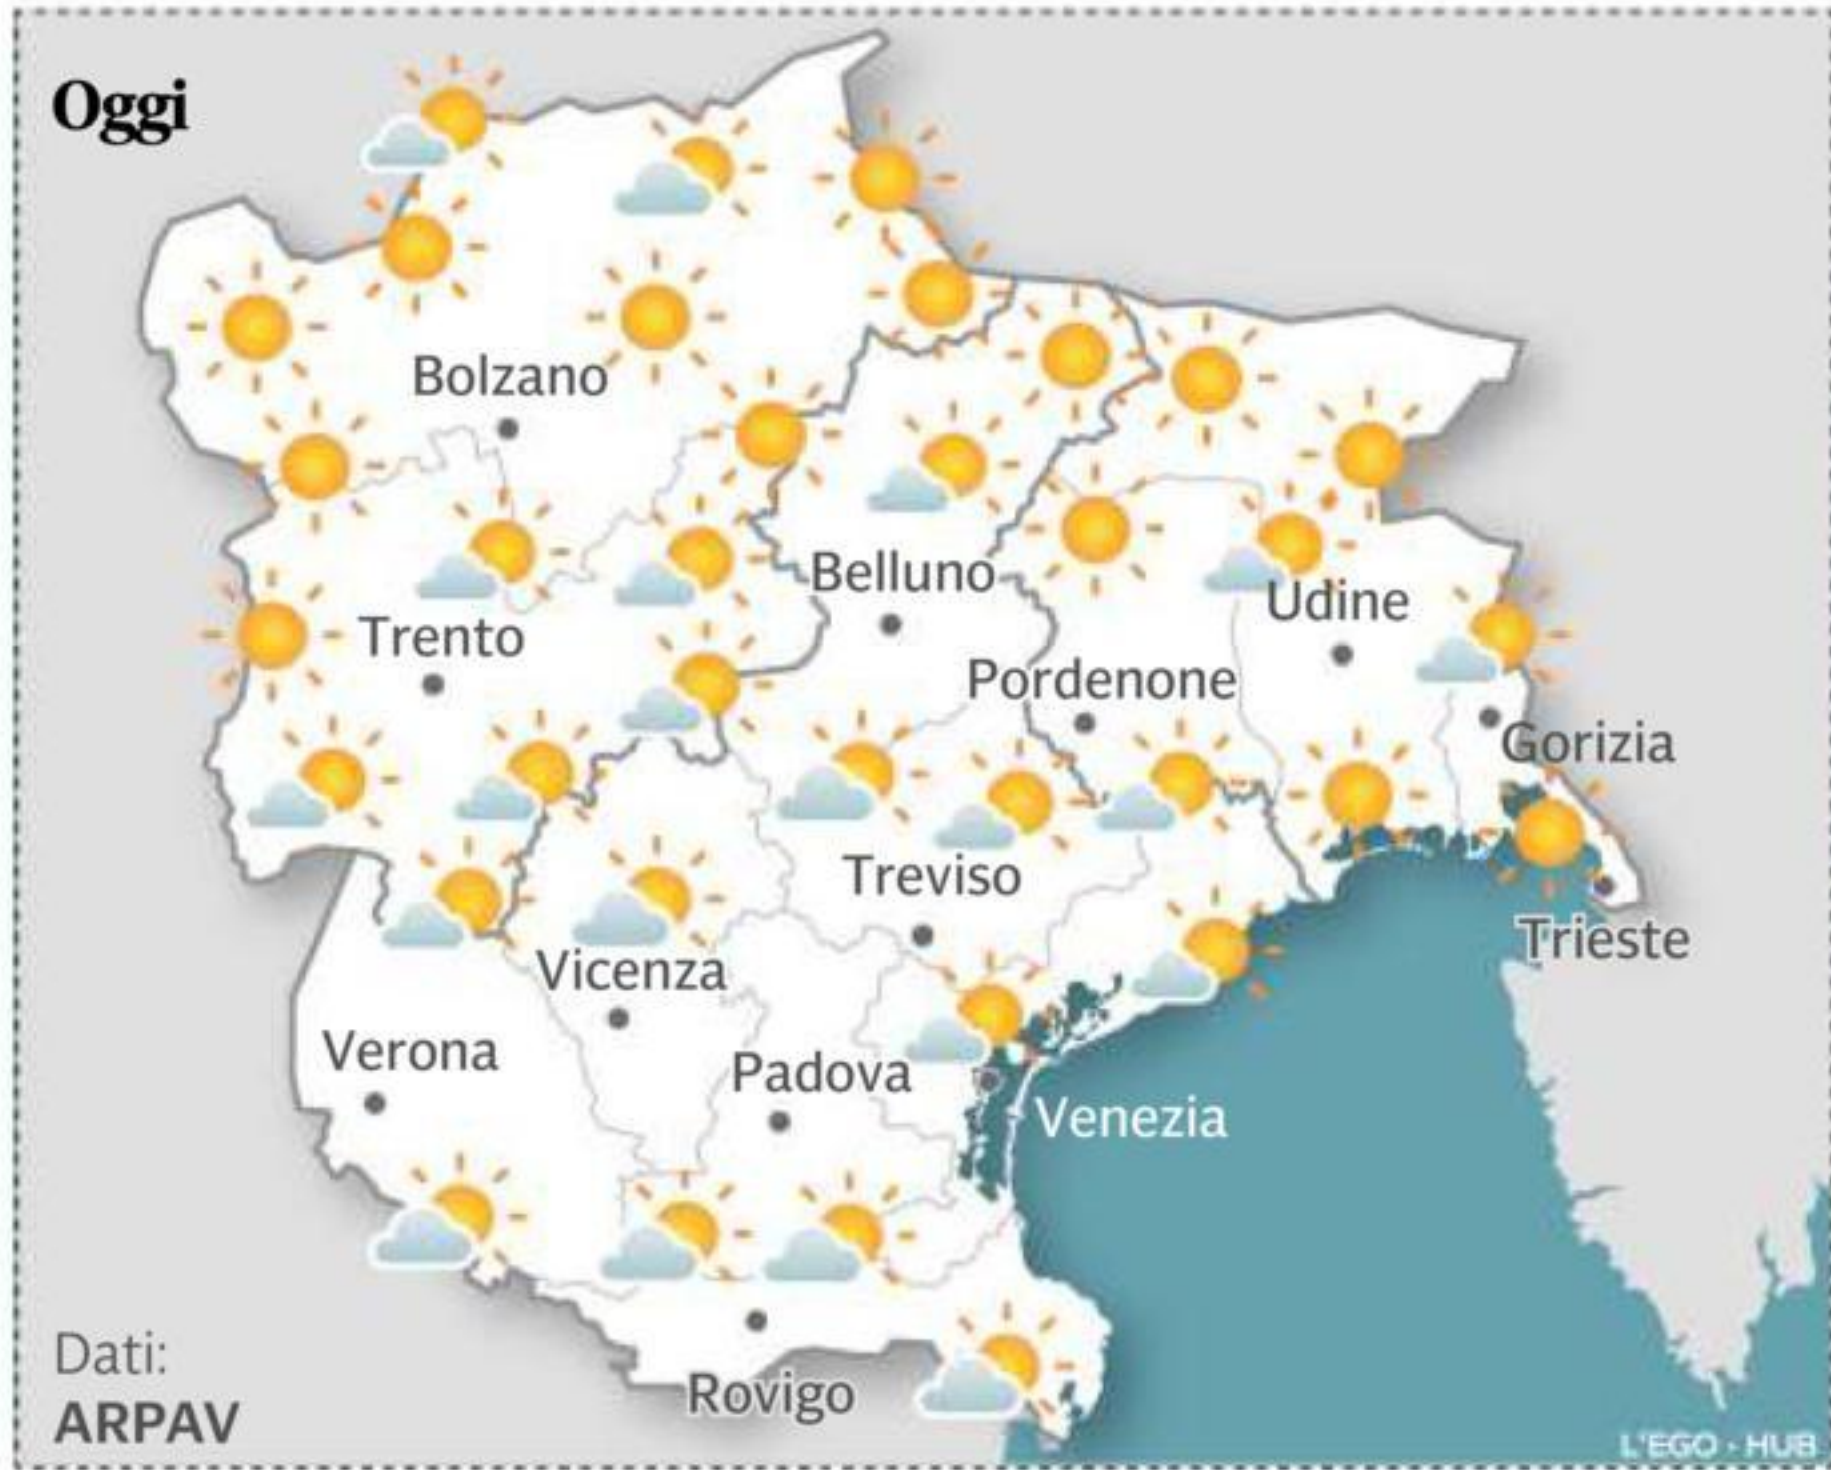 Oggi
Bolzano
Belluno
Udine
Trento
Pordenone
Gorizia
Treviso
Trieste
Vicenza
Verona
Padova
Venezia
Rovigo
Dati:
ARPAV
L'EGO - HUB